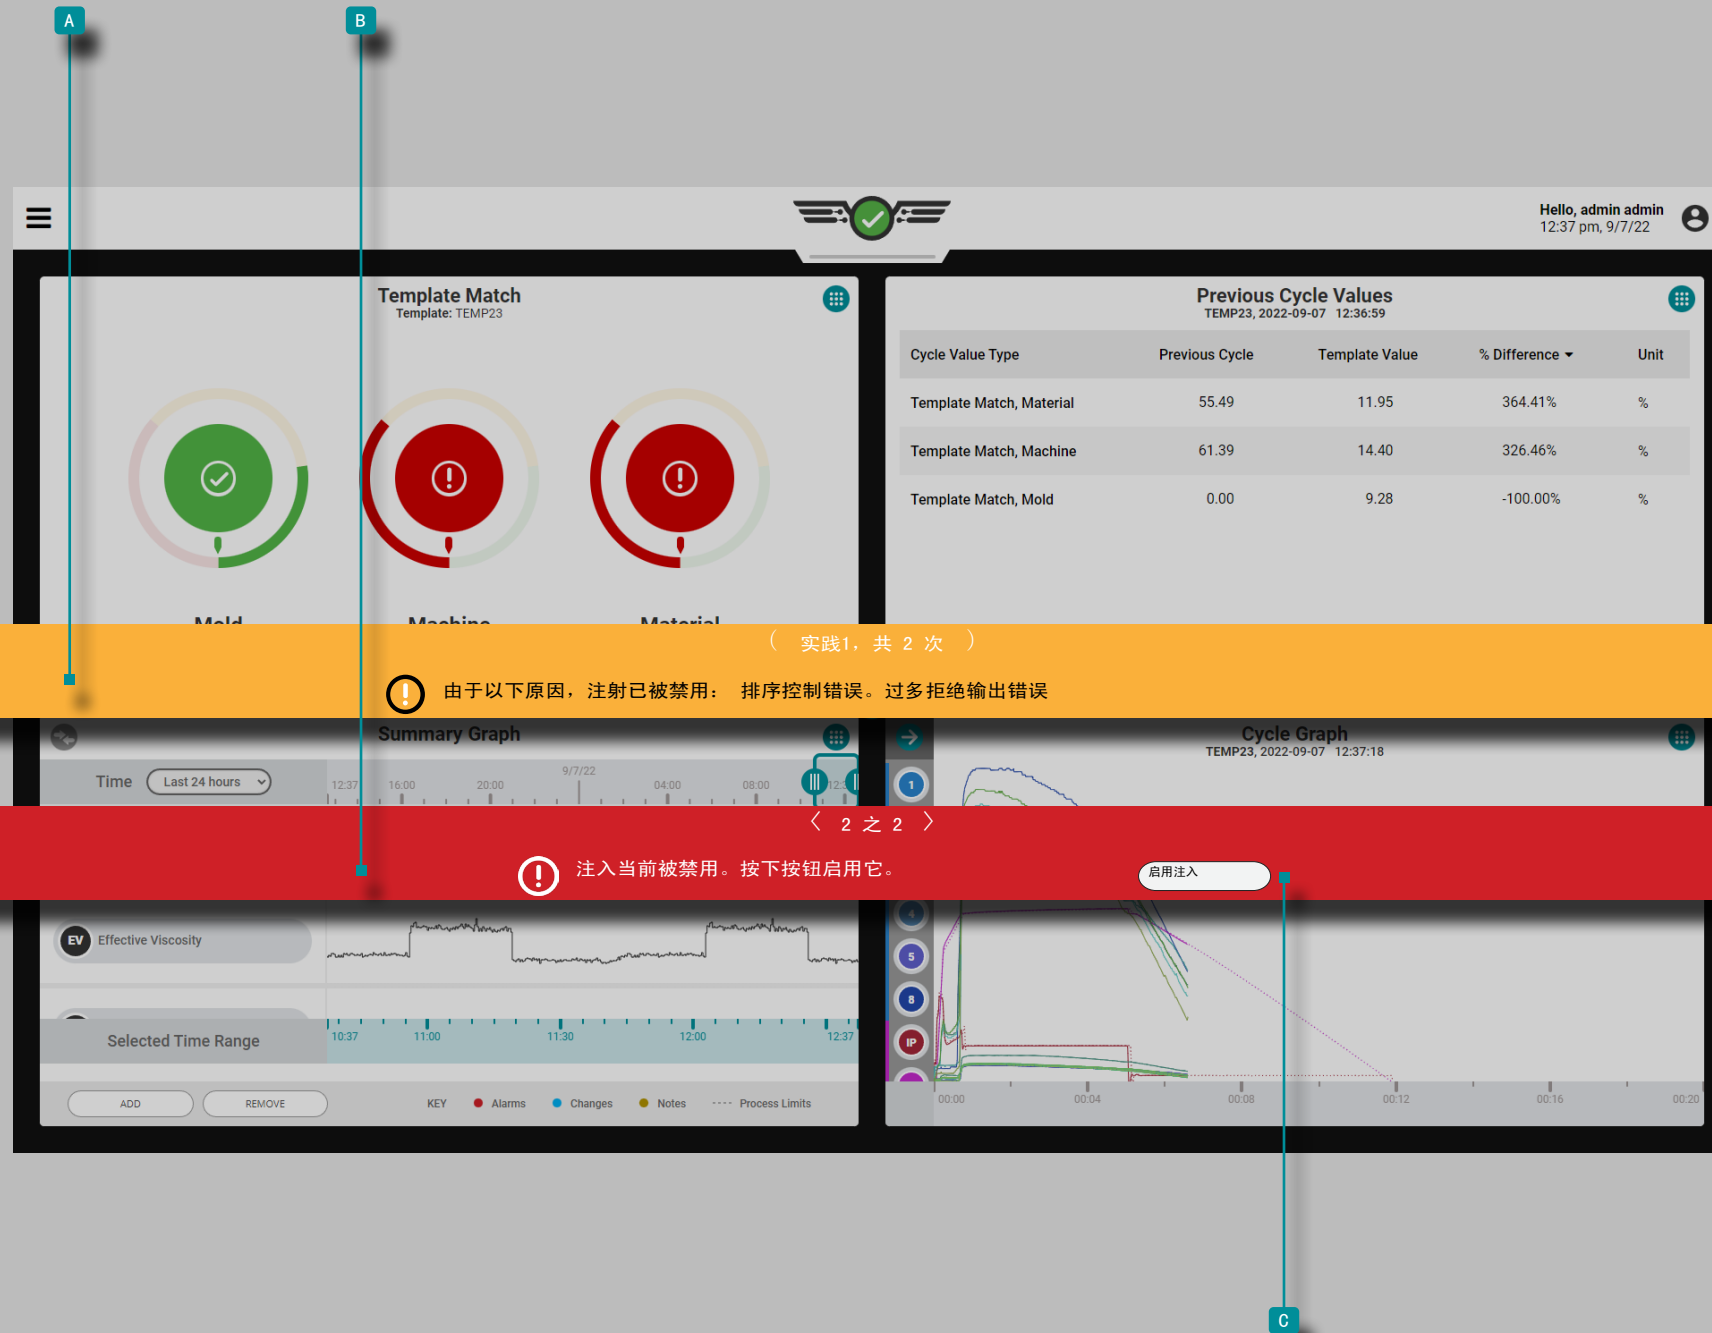 A
B
Hello, admin admin
12:37 pm, 9/7/22
Template Match
Template: TEMP23
Mold
Machine
Material
Previous Cycle Values
TEMP23, 2022-09-07 12:36:59
Cycle Value Type Previous Cycle Template Value % Difference Unit
Template Match, Material 55.49 11.95 364.41% %
Template Match, Machine 61.39 14.40 326.46% %
Template Match, Mold 0.00 9.28 -100.00% %
( 实践1，共 2 次 )
由于以下原因，注射已被禁用： 排序控制错误。过多拒绝输出错误
Summary Graph
Time Last 24 hours
9/7/22
12:37 16:00 20:00 04:00 08:00
Cycle Graph
TEMP23, 2022-09-07 12:37:18
1
〈 2 之 2 〉
注入当前被禁用。按下按钮启用它。
启用注入
EV Effective Viscosity
Selected Time Range
10:37 11:00 11:30 12:00 12:37
ADD REMOVE
KEY Alarms Changes Notes Process Limits
4
5
8
IP
00:00 00:04 00:08 00:12 00:16 00:20
C